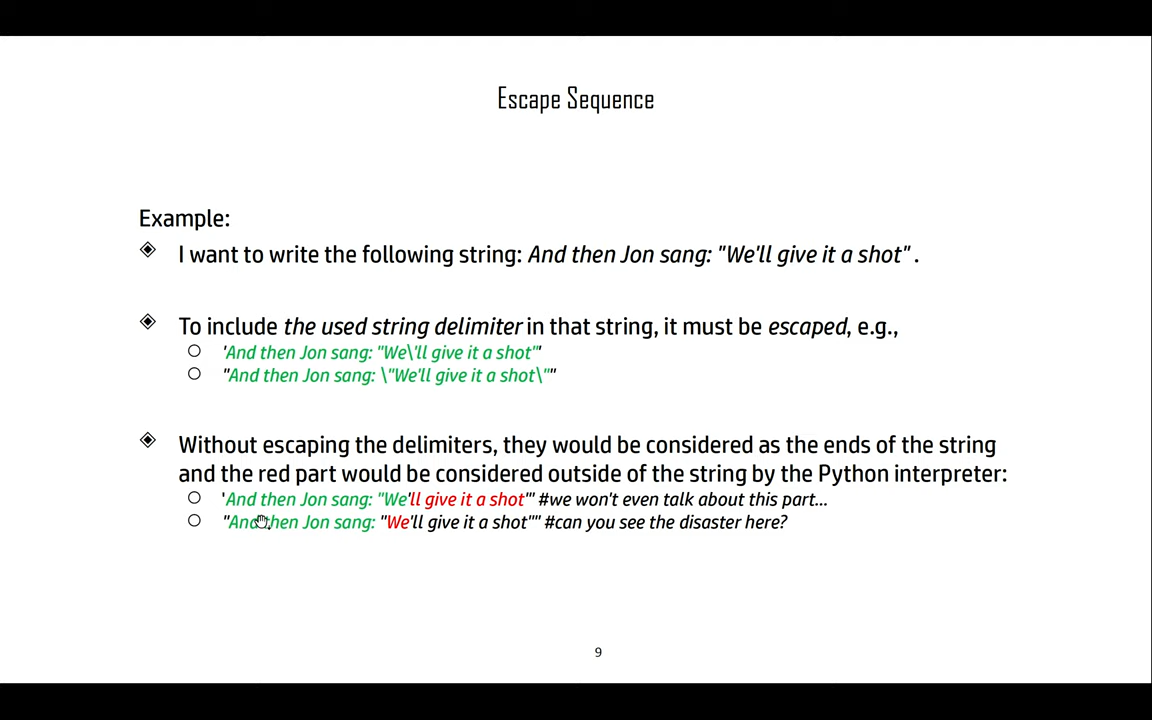 Escape Sequence
Example:
I want to write the following string: And then Jon sang: "We'll give it a shot" .
To include the used string delimiter in that string, it must be escaped, e.g.,
'And then Jon sang: "We\'ll give it a shot"'
"And then Jon sang: \"We'll give it a shot\""
Without escaping the delimiters, they would be considered as the ends of the string
and the red part would be considered outside of the string by the Python interpreter:
'And then Jon sang: "We'll give it a shot"' #we won't even talk about this part...
"And then Jon sang: "We'll give it a shot"" #can you see the disaster here?
9